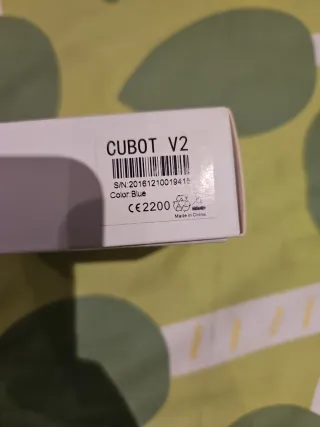 CUBOT V2
S/N:20161210019415
Color:Blue
CE2200
Made in China